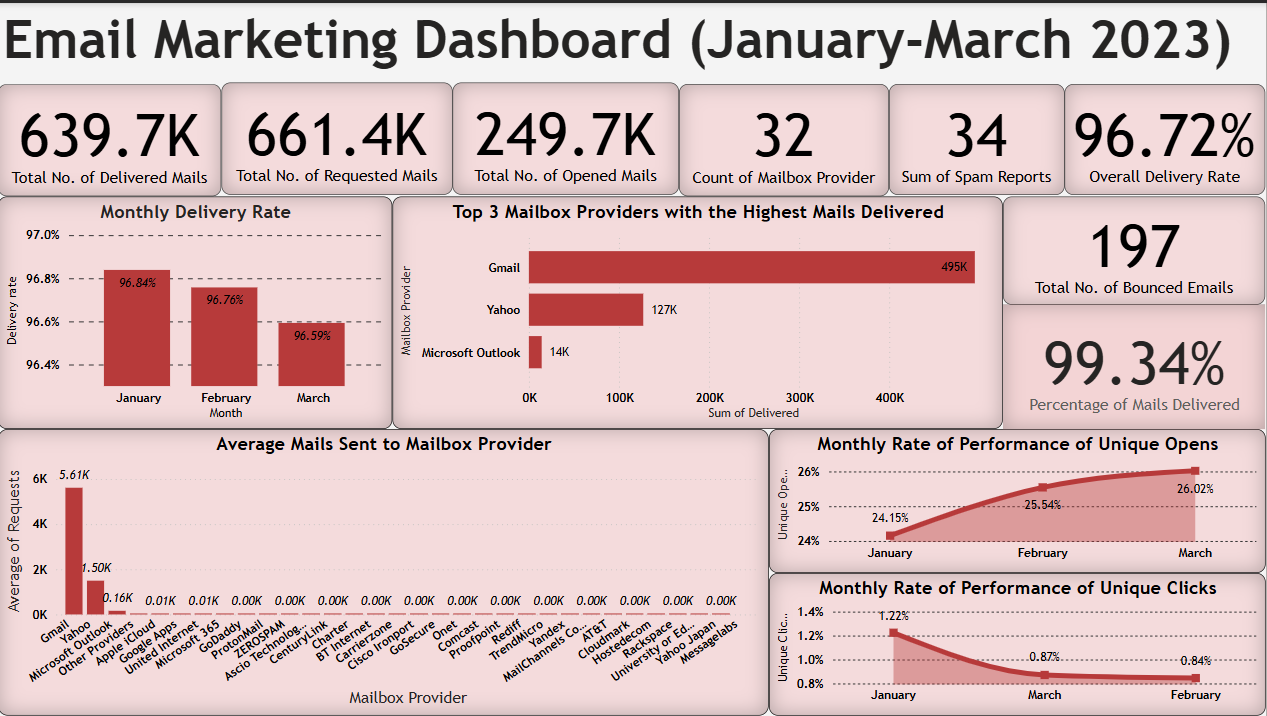 Email Marketing Dashboard (January-March 2023)
639.7K
Total No. of Delivered Mails
661.4K
Total No. of Requested Mails
249.7K
Total No. of Opened Mails
32
Count of Mailbox Provider
34
Sum of Spam Reports
96.72%
Overall Delivery Rate
Monthly Delivery Rate
Delivery rate
97.0%
96.8%
96.6%
96.4%
96.84%
96.76%
96.59%
January
February
March
Month
Top 3 Mailbox Providers with the Highest Mails Delivered
Mailbox Provider
Gmail
495K
Yahoo
127K
Microsoft Outlook
14K
0K
100K
200K
300K
400K
Sum of Delivered
197
Total No. of Bounced Emails
99.34%
Percentage of Mails Delivered
Average Mails Sent to Mailbox Provider
Average of Requests
6K
4K
2K
0K
5.61K
1.50K
0.16K
0.01K
0.01K
0.00K
0.00K
0.00K
0.00K
0.00K
0.00K
0.00K
0.00K
0.00K
0.00K
0.00K
0.00K
Gmail
Yahoo
Microsoft Outlook
Other Providers
Apple iCloud
Google Apps
United Internet
Microsoft 365
GoDaddy
ProtonMail
ZEROSPAM
Ascio Technolog...
CenturyLink
Charter
BT Internet
Carrierzone
Cisco Ironport
GoSecure
Onet
Comcast
Proofpoint
Rediff
TrendMicro
Yandex
MailChannels Co...
AT&T
Cloudmark
Hostedecom
Rackspace
University or Ed...
Yahoo Japan
Messagelabs
Mailbox Provider
Monthly Rate of Performance of Unique Opens
Unique Ope...
26%
25%
24%
24.15%
25.54%
26.02%
January
February
March
Monthly Rate of Performance of Unique Clicks
Unique Clic...
1.4%
1.2%
1.0%
0.8%
1.22%
0.87%
0.84%
January
March
February